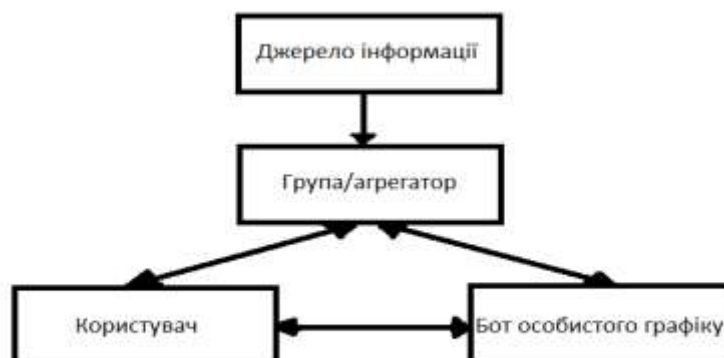 Джерело інформації
Група/агрегатор
Користувач
Бот особистого графіку